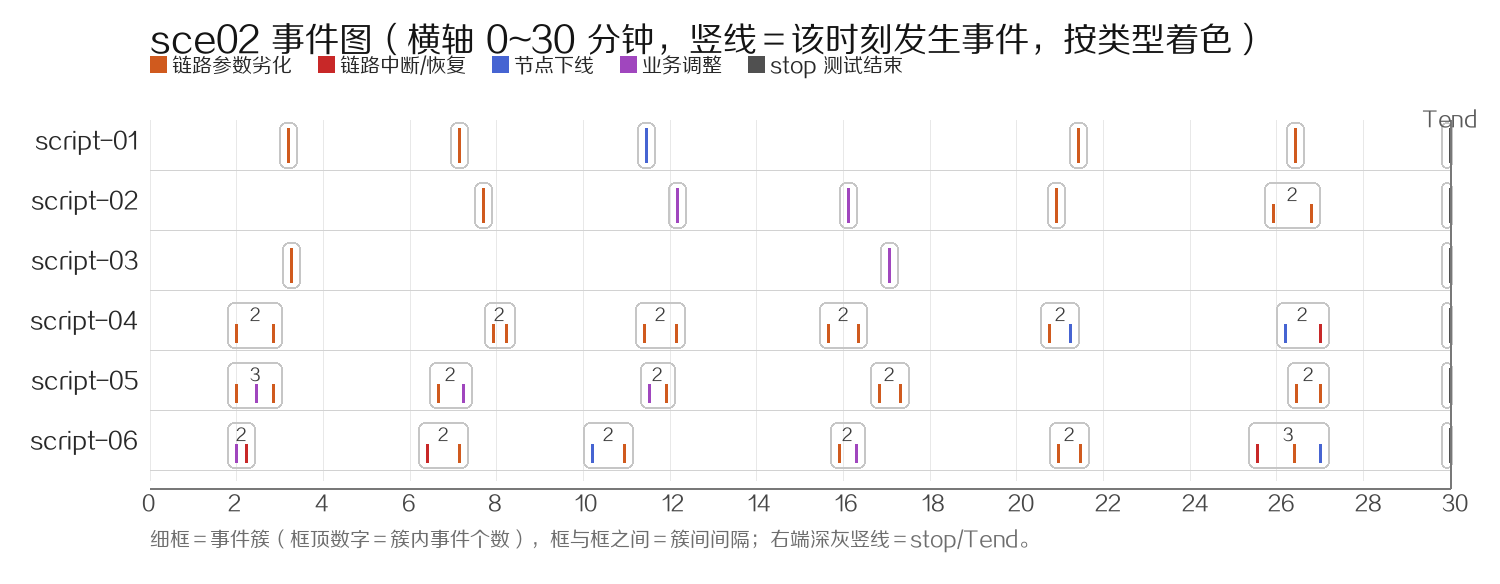 sce02 事件图（横轴 0~30 分钟，竖线＝该时刻发生事件，按类型着色）
链路参数劣化 链路中断/恢复 节点下线 业务调整 stop 测试结束
Tend
script-01
script-02
2
script-03
script-04
2 2 2 2 2 2
script-05
3 2 2 2 2
script-06
2 2 2 2 2 3
0 2 4 6 8 10 12 14 16 18 20 22 24 26 28 30
细框＝事件簇（框顶数字＝簇内事件个数），框与框之间＝簇间间隔；右端深灰竖线＝stop/Tend。